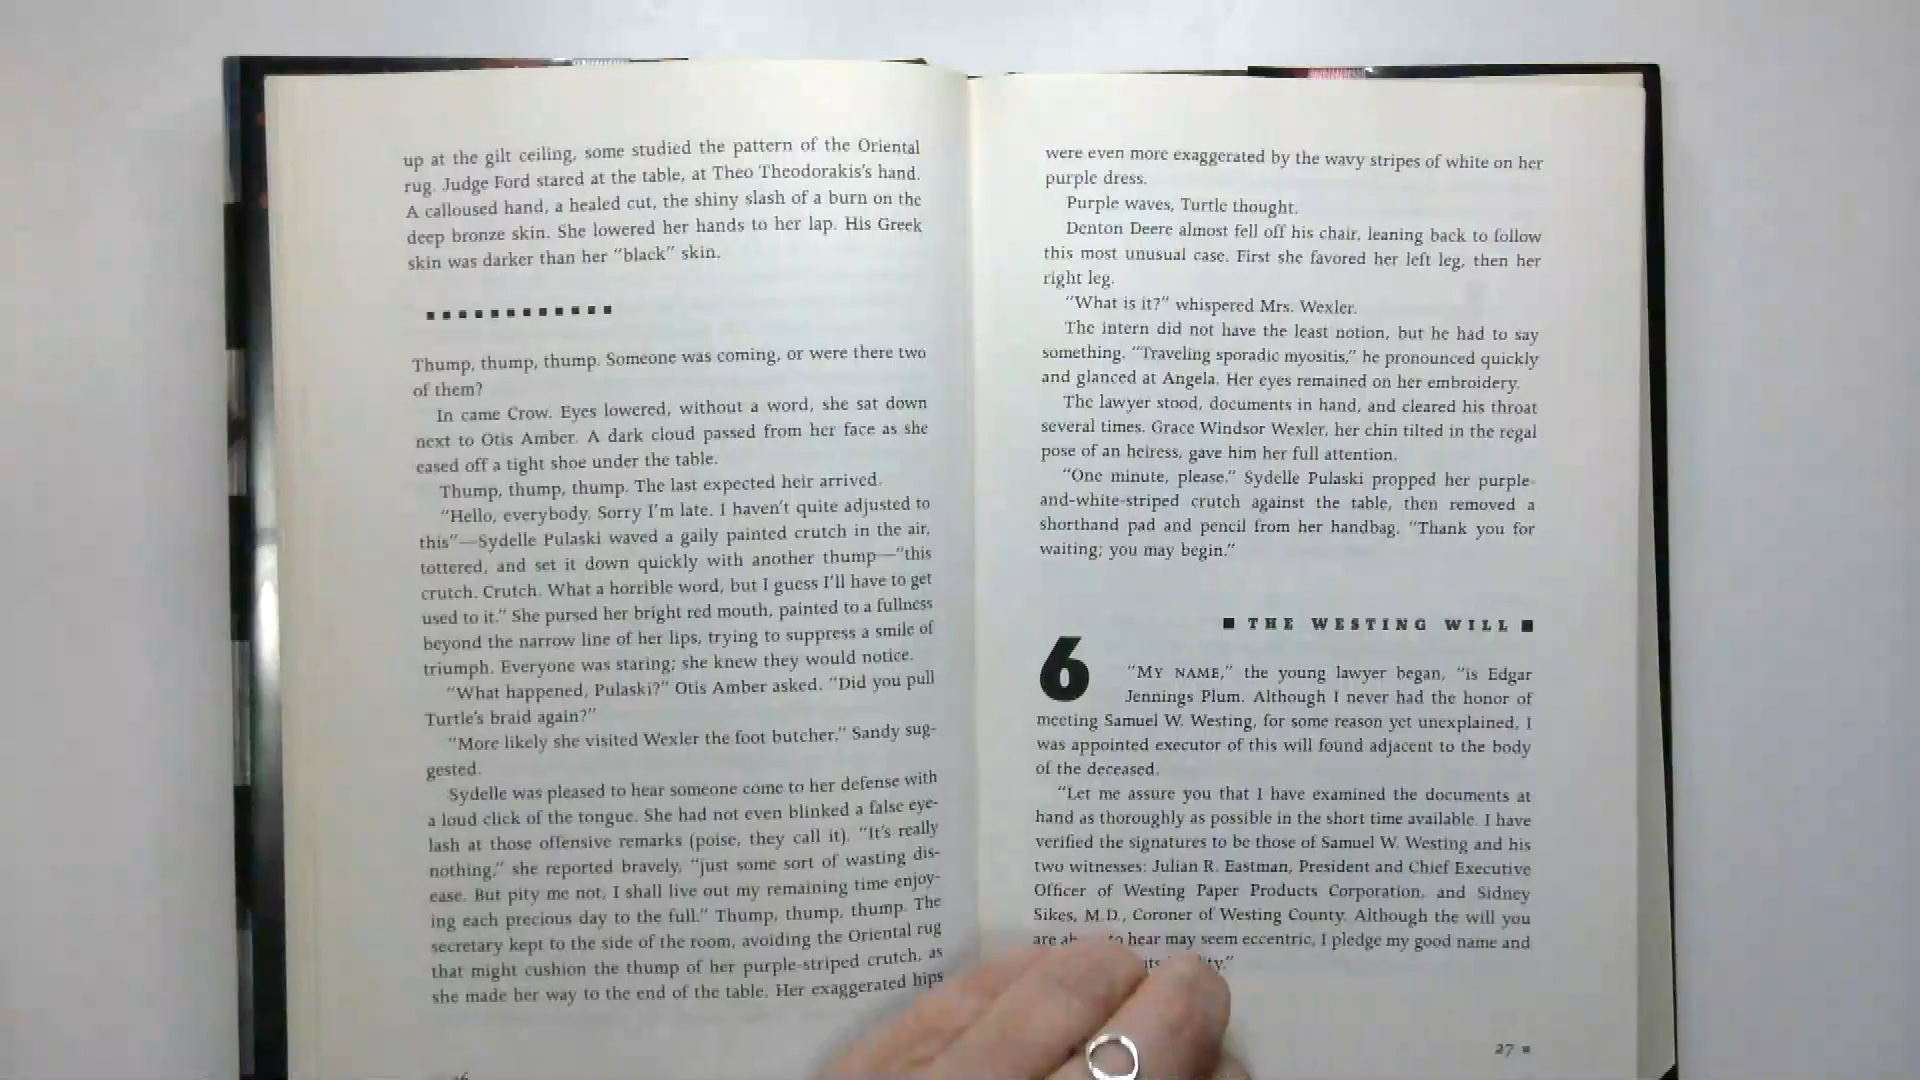 up at the gilt ceiling, some studied the pattern of the Oriental
rug. Judge Ford stared at the table, at Theo Theodorakis's hand.
A calloused hand, a healed cut, the shiny slash of a burn on the
deep bronze skin. She lowered her hands to her lap. His Greek
skin was darker than her “black” skin.
Thump, thump, thump. Someone was coming, or were there two
of them?
In came Crow. Eyes lowered, without a word, she sat down
next to Otis Amber. A dark cloud passed from her face as she
eased off a tight shoe under the table.
Thump, thump, thump. The last expected heir arrived.
“Hello, everybody. Sorry I'm late. I haven't quite adjusted to
this”—Sydelle Pulaski waved a gaily painted crutch in the air,
tottered, and set it down quickly with another thump—“this
crutch. Crutch. What a horrible word, but I guess I'll have to get
used to it.” She pursed her bright red mouth, painted to a fullness
beyond the narrow line of her lips, trying to suppress a smile of
triumph. Everyone was staring; she knew they would notice.
“What happened, Pulaski?” Otis Amber asked. “Did you pull
Turtle's braid again?”
“More likely she visited Wexler the foot butcher,” Sandy sug-
gested.
Sydelle was pleased to hear someone come to her defense with
a loud click of the tongue. She had not even blinked a false eye-
lash at those offensive remarks (poise, they call it). “It's really
nothing,” she reported bravely, “just some sort of wasting dis-
ease. But pity me not, I shall live out my remaining time enjoy-
ing each precious day to the full.” Thump, thump, thump. The
secretary kept to the side of the room, avoiding the Oriental rug
that might cushion the thump of her purple-striped crutch, as
she made her way to the end of the table. Her exaggerated hips
were even more exaggerated by the wavy stripes of white on her
purple dress.
Purple waves, Turtle thought.
Denton Deere almost fell off his chair, leaning back to follow
this most unusual case. First she favored her left leg, then her
right leg.
“What is it?” whispered Mrs. Wexler.
The intern did not have the least notion, but he had to say
something. “Traveling sporadic myositis,” he pronounced quickly
and glanced at Angela. Her eyes remained on her embroidery.
The lawyer stood, documents in hand, and cleared his throat
several times. Grace Windsor Wexler, her chin tilted in the regal
pose of an heiress, gave him her full attention.
“One minute, please.” Sydelle Pulaski propped her purple-
and-white-striped crutch against the table, then removed a
shorthand pad and pencil from her handbag. “Thank you for
waiting; you may begin.”
THE WESTING WILL
6 “MY NAME,” the young lawyer began, “is Edgar
Jennings Plum. Although I never had the honor of
meeting Samuel W. Westing, for some reason yet unexplained, I
was appointed executor of this will found adjacent to the body
of the deceased.
“Let me assure you that I have examined the documents at
hand as thoroughly as possible in the short time available. I have
verified the signatures to be those of Samuel W. Westing and his
two witnesses: Julian R. Eastman, President and Chief Executive
Officer of Westing Paper Products Corporation, and Sidney
Sikes, M.D., Coroner of Westing County. Although the will you
are to hear may seem eccentric, I pledge my good name and
its
27